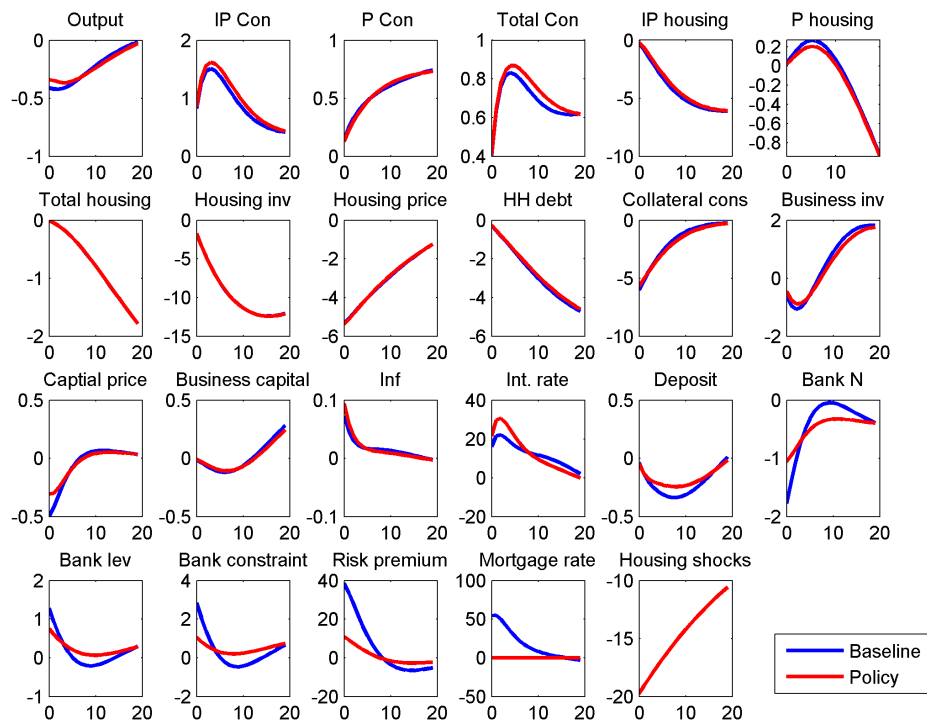 Output IP Con P Con Total Con IP housing P housing
0 2 1 1 0 0.2
0 0.8 -0.2
-0.5 1 0.5 -5 -0.4
0.6 -0.6
-0.8
-1 0 0 0.4 -10
0 10 20 0 10 20 0 10 20 0 10 20 0 10 20 10
Total housing Housing inv Housing price HH debt Collateral cons Business inv
0 0 0 0 0 2
-5 -2 -2
-1 -5 0
-10 -4 -4
-2 -15 -6 -6 -10 -2
0 10 20 0 10 20 0 10 20 0 10 20 0 10 20 0 10 20
Captial price Business capital Inf Int. rate Deposit Bank N
0.5 0.5 0.1 40 0.5 0
20
0 0 0 0 -1
0
-0.5 -0.5 -0.1 -20 -0.5 -2
0 10 20 0 10 20 0 10 20 0 10 20 0 10 20 0 10 20
Bank lev Bank constraint Risk premium Mortgage rate Housing shocks
2 4 40 100 -10
1 2 20 50
-15
0 0 0 0
-1 -2 -20 -50 -20
0 10 20 0 10 20 0 10 20 0 10 20 0 10 20
Baseline
Policy